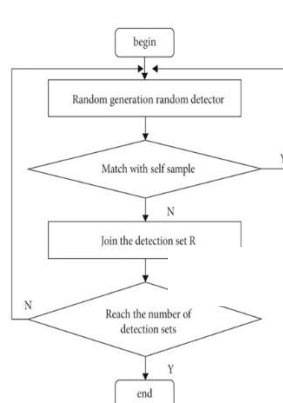 begin
Random generation random detector
Match with self sample
Y
N
Join the detection set R
N
Reach the number of
detection sets
Y
end